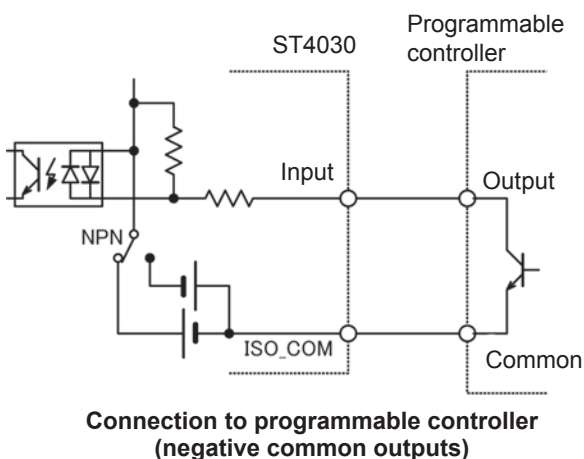 Programmable
controller
ST4030
Input
Output
NPN
ISO_COM
Common
Connection to programmable controller
(negative common outputs)